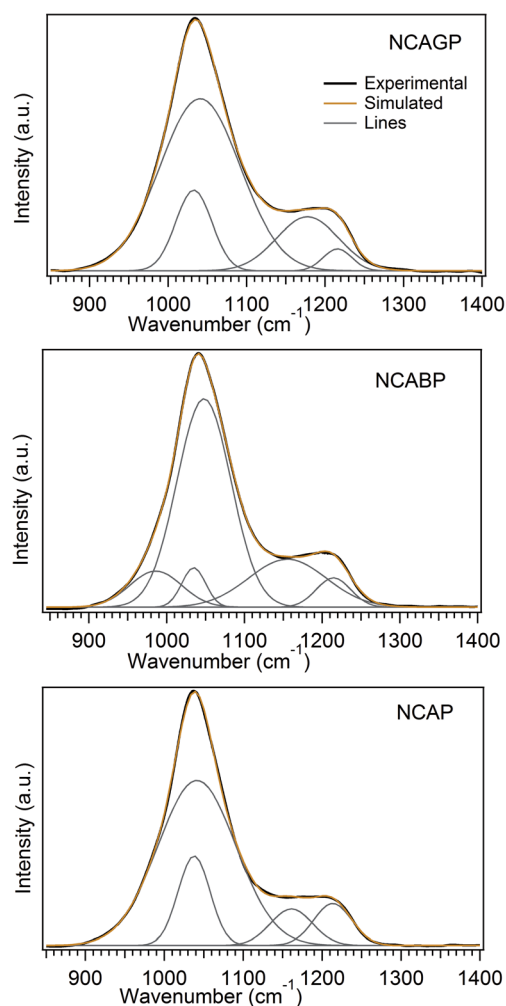 NCAGP
Experimental
Simulated
Lines
Intensity (a.u.)
900 1000 1100 1200 1300 1400
Wavenumber (cm⁻¹)
NCABP
Intensity (a.u.)
900 1000 1100 1200 1300 1400
Wavenumber (cm⁻¹)
NCAP
Intensity (a.u.)
900 1000 1100 1200 1300 1400
Wavenumber (cm⁻¹)